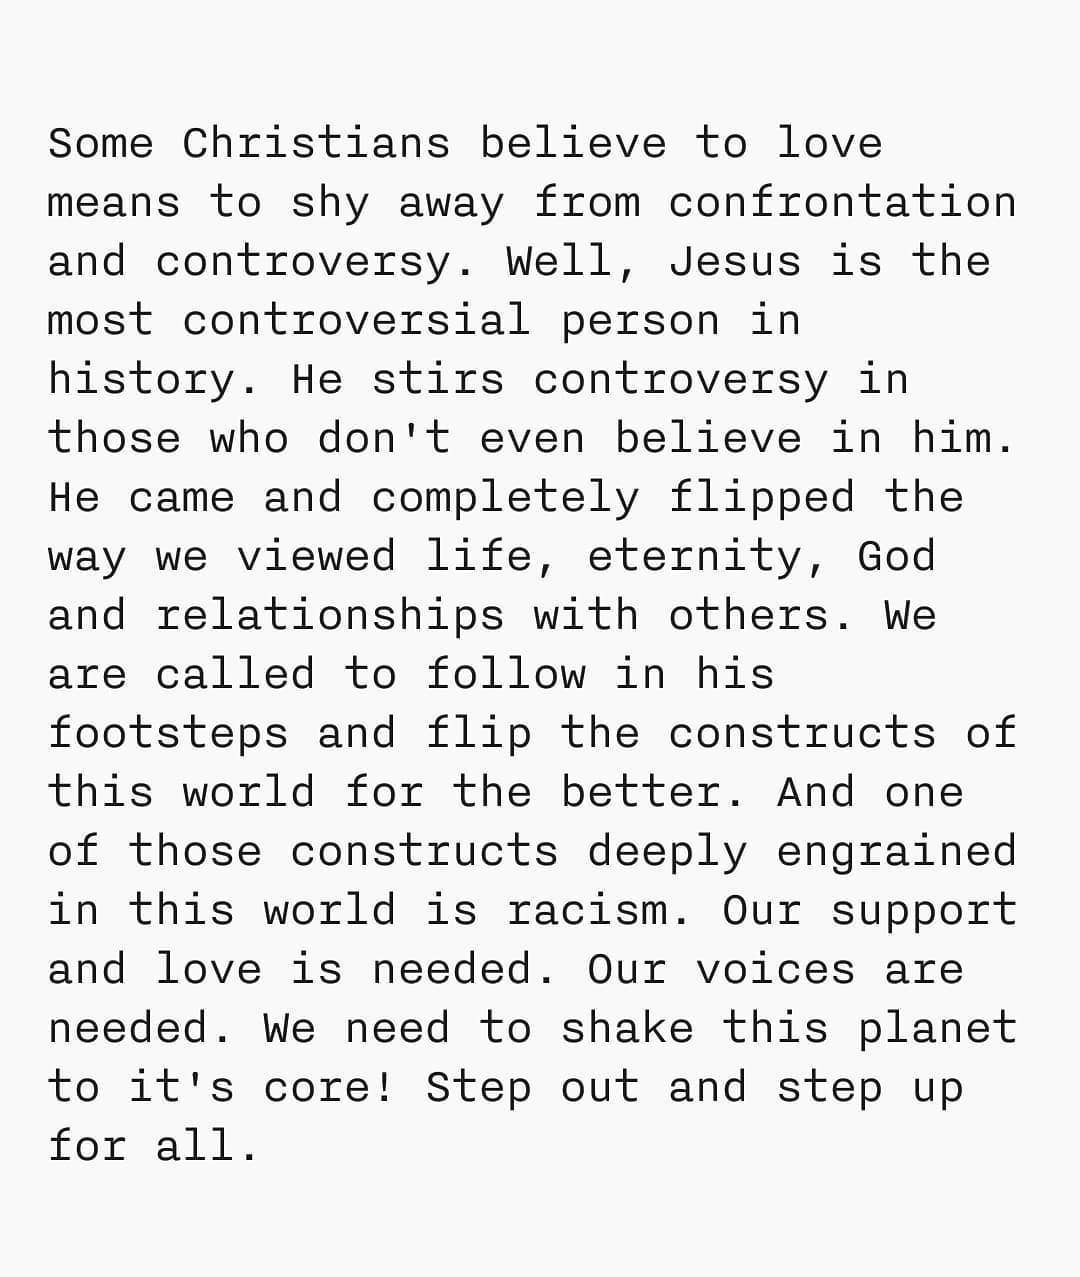 Some Christians believe to love
means to shy away from confrontation
and controversy. Well, Jesus is the
most controversial person in
history. He stirs controversy in
those who don't even believe in him.
He came and completely flipped the
way we viewed life, eternity, God
and relationships with others. We
are called to follow in his
footsteps and flip the constructs of
this world for the better. And one
of those constructs deeply engrained
in this world is racism. Our support
and love is needed. Our voices are
needed. We need to shake this planet
to it's core! Step out and step up
for all.